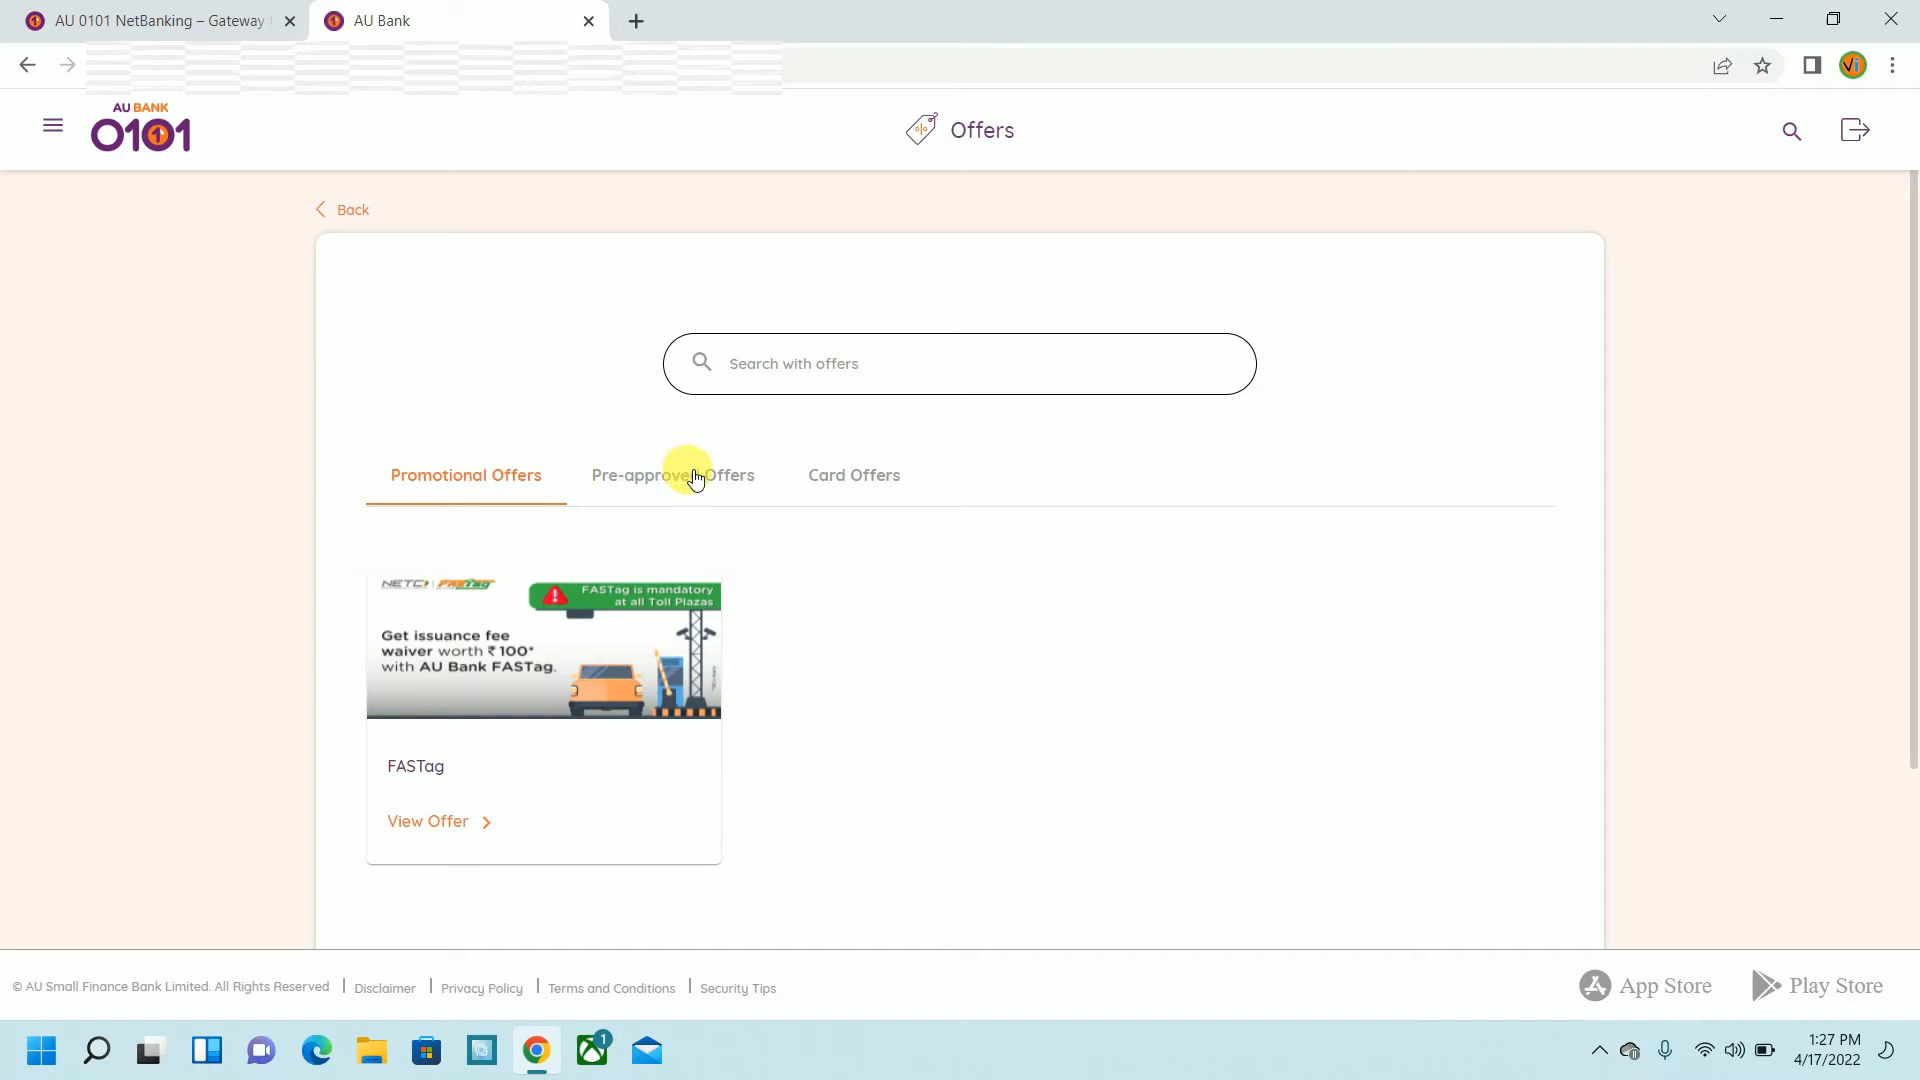 AU 0101 NetBanking – Gateway
AU Bank
AU BANK
0101
Offers
Back
Search with offers
Promotional Offers
Pre-approved Offers
Card Offers
NETC FASTag
FASTag is mandatory
at all Toll Plazas
Get issuance fee
waiver worth ₹ 100*
with AU Bank FASTag.
FASTag
View Offer
© AU Small Finance Bank Limited. All Rights Reserved
Disclaimer
Privacy Policy
Terms and Conditions
Security Tips
App Store
Play Store
1
1:27 PM
4/17/2022